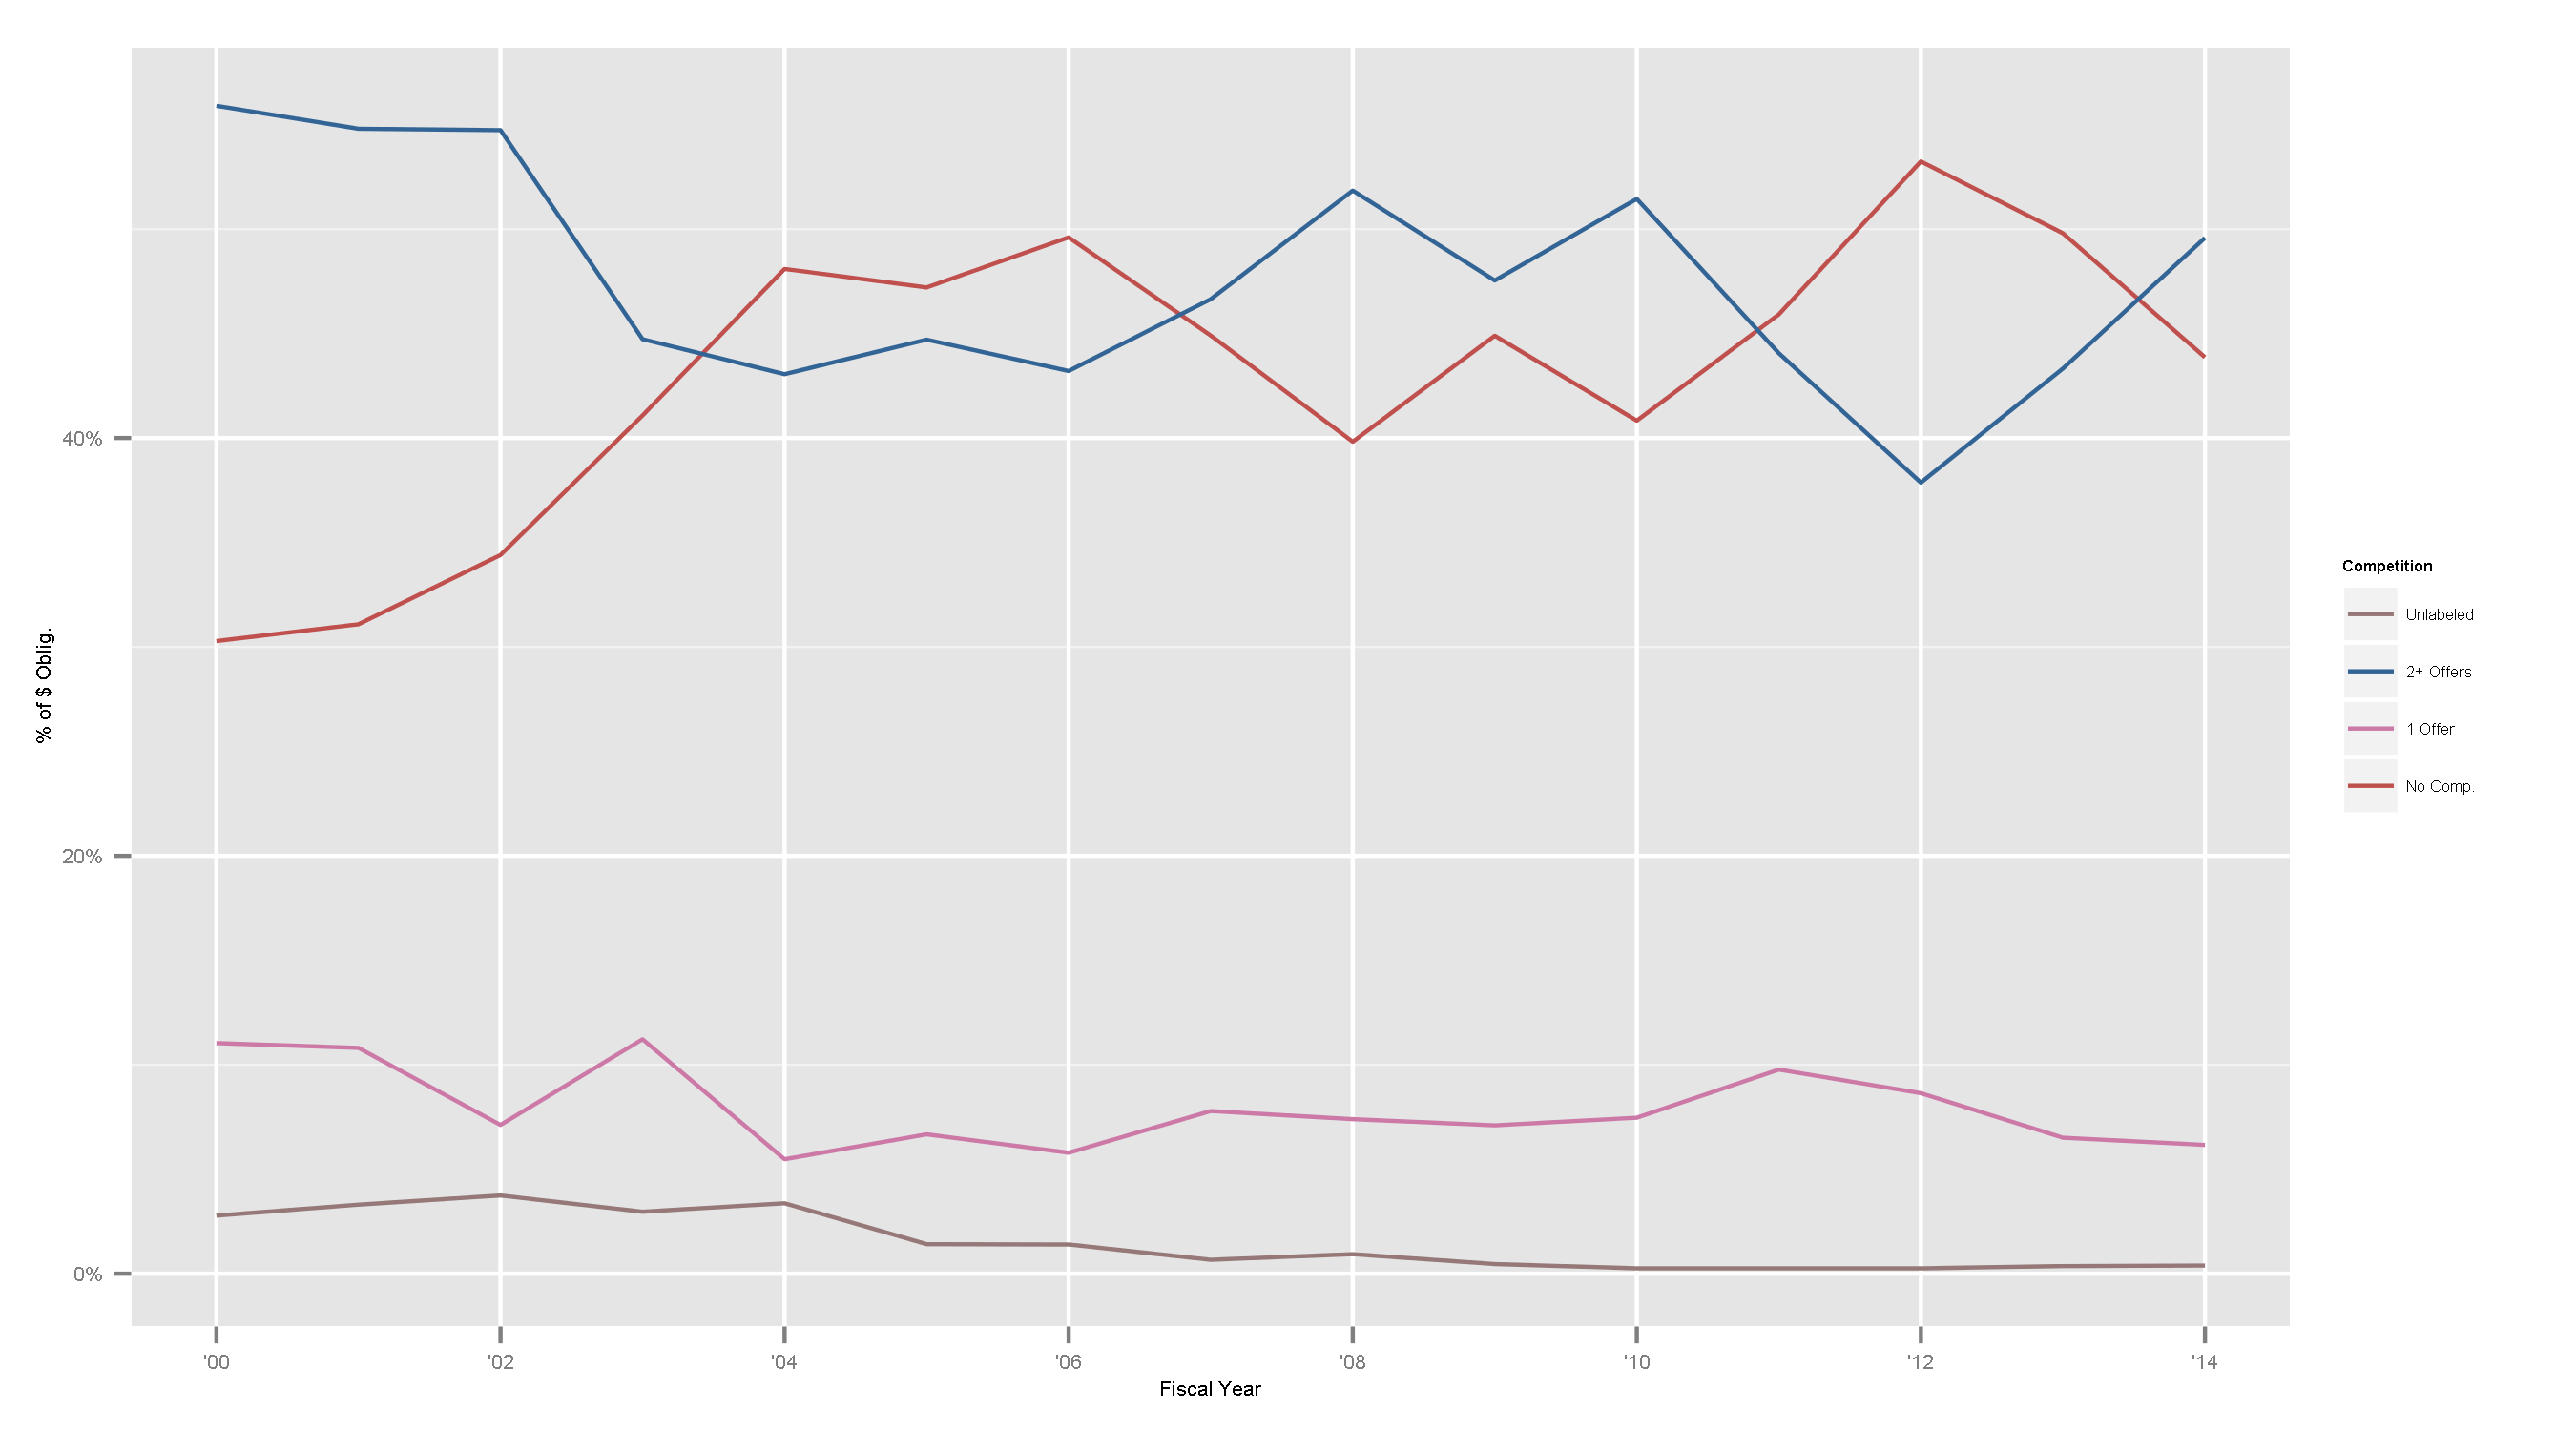 % of $ Oblig.
40%
20%
0%
'00
'02
'04
'06
'08
'10
'12
'14
Fiscal Year
Competition
Unlabeled
2+ Offers
1 Offer
No Comp.